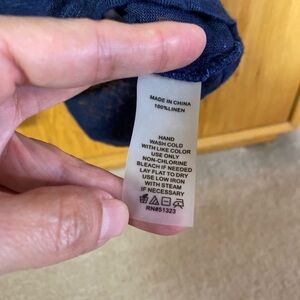 MADE IN CHINA
100%LINEN
HAND
WASH COLD
WITH LIKE COLOR
USE ONLY
NON-CHLORINE
BLEACH IF NEEDED
LAY FLAT TO DRY
USE LOW IRON
WITH STEAM
IF NECESSARY
RN#51323